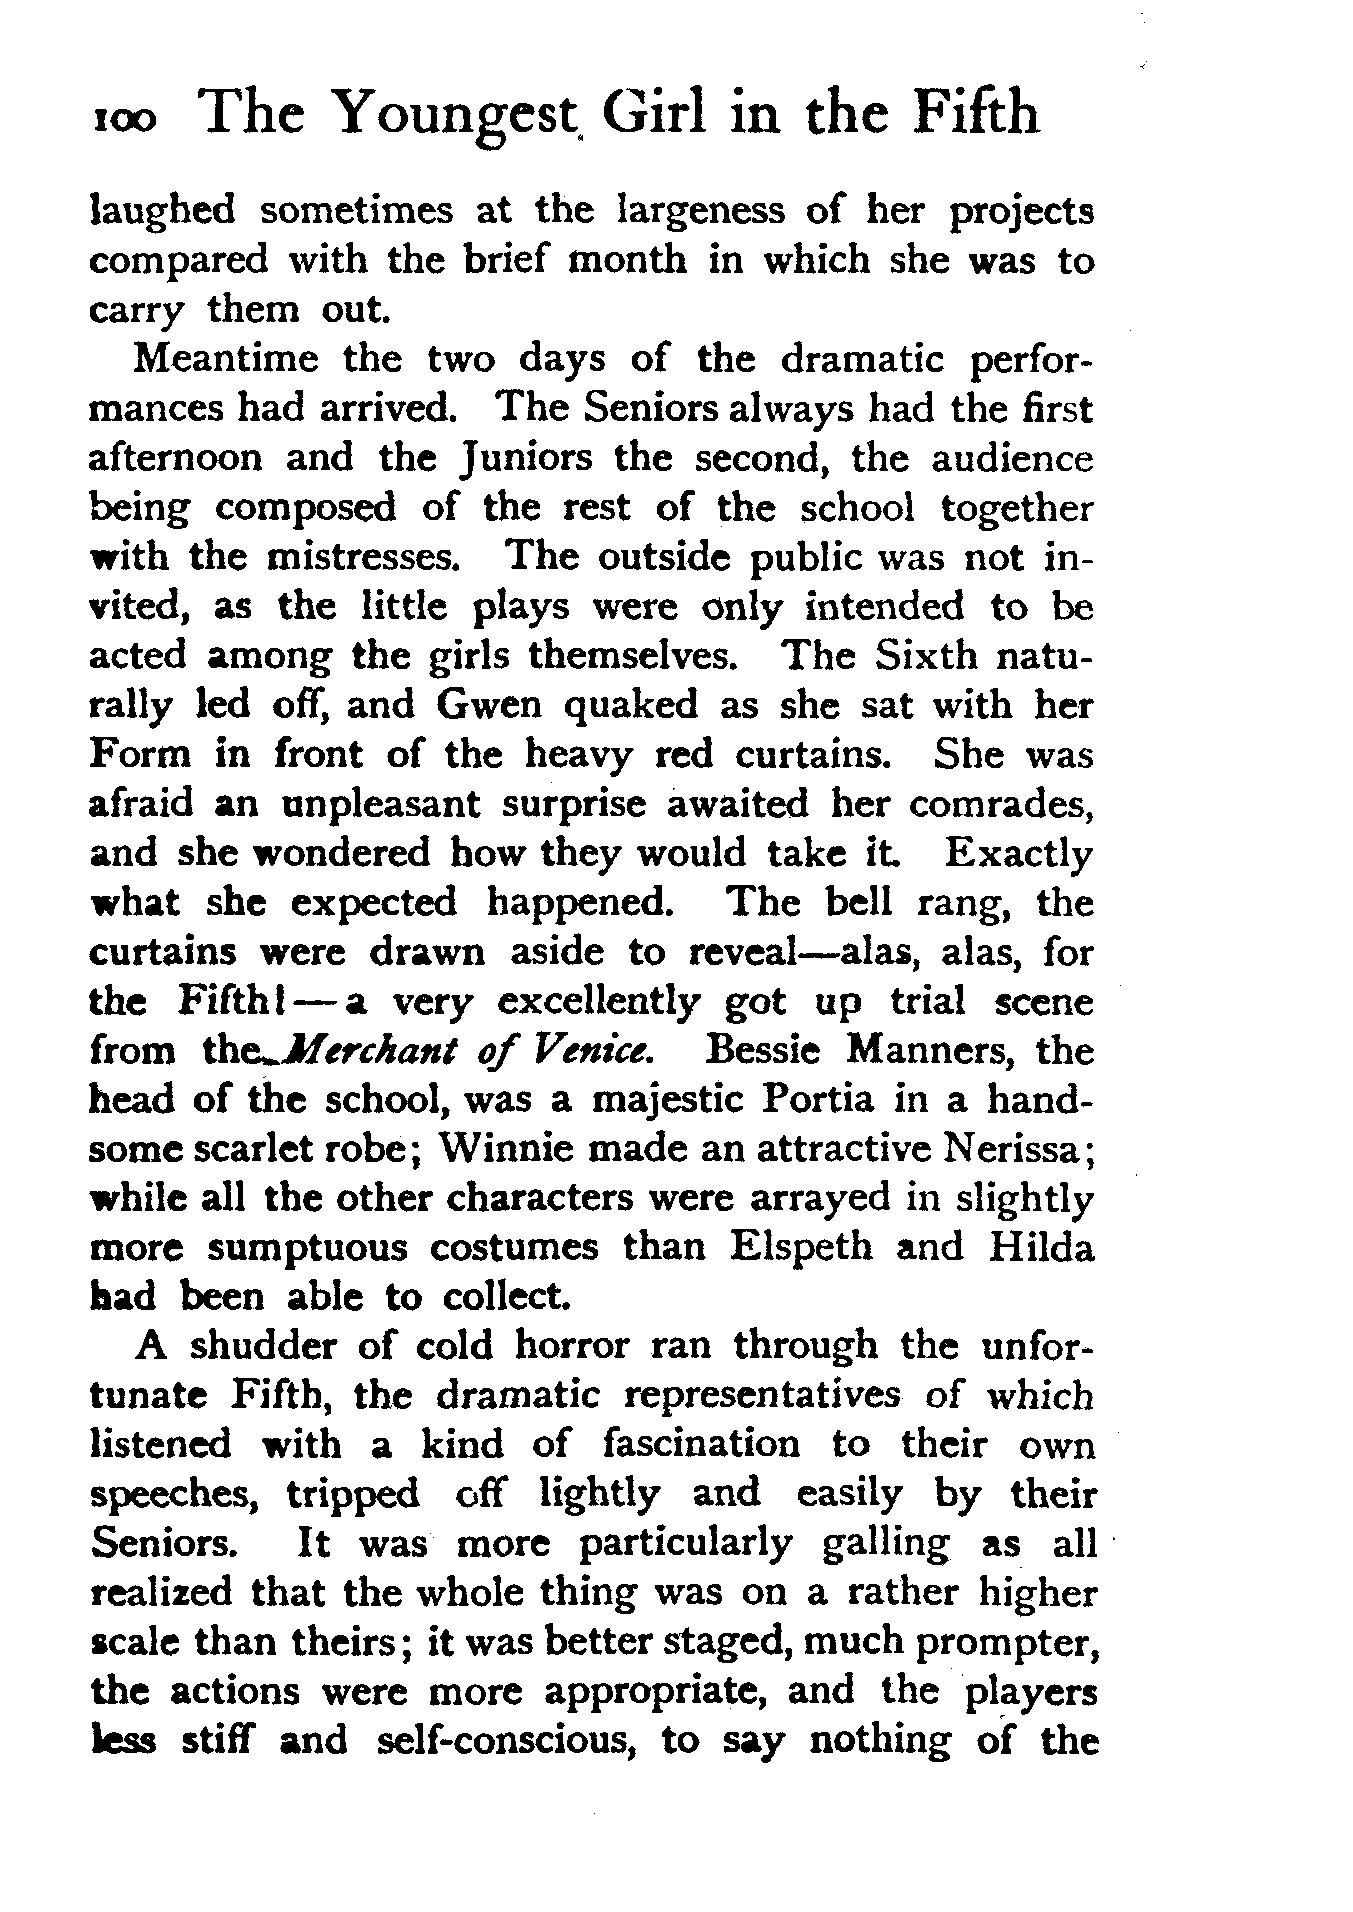 100 The Youngest Girl in the Fifth
laughed sometimes at the largeness of her projects
compared with the brief month in which she was to
carry them out.
Meantime the two days of the dramatic perfor-
mances had arrived. The Seniors always had the first
afternoon and the Juniors the second, the audience
being composed of the rest of the school together
with the mistresses. The outside public was not in-
vited, as the little plays were only intended to be
acted among the girls themselves. The Sixth natu-
rally led off, and Gwen quaked as she sat with her
Form in front of the heavy red curtains. She was
afraid an unpleasant surprise awaited her comrades,
and she wondered how they would take it. Exactly
what she expected happened. The bell rang, the
curtains were drawn aside to reveal—alas, alas, for
the Fifth!—a very excellently got up trial scene
from the Merchant of Venice. Bessie Manners, the
head of the school, was a majestic Portia in a hand-
some scarlet robe; Winnie made an attractive Nerissa;
while all the other characters were arrayed in slightly
more sumptuous costumes than Elspeth and Hilda
had been able to collect.
A shudder of cold horror ran through the unfor-
tunate Fifth, the dramatic representatives of which
listened with a kind of fascination to their own
speeches, tripped off lightly and easily by their
Seniors. It was more particularly galling as all
realized that the whole thing was on a rather higher
scale than theirs; it was better staged, much prompter,
the actions were more appropriate, and the players
less stiff and self-conscious, to say nothing of the